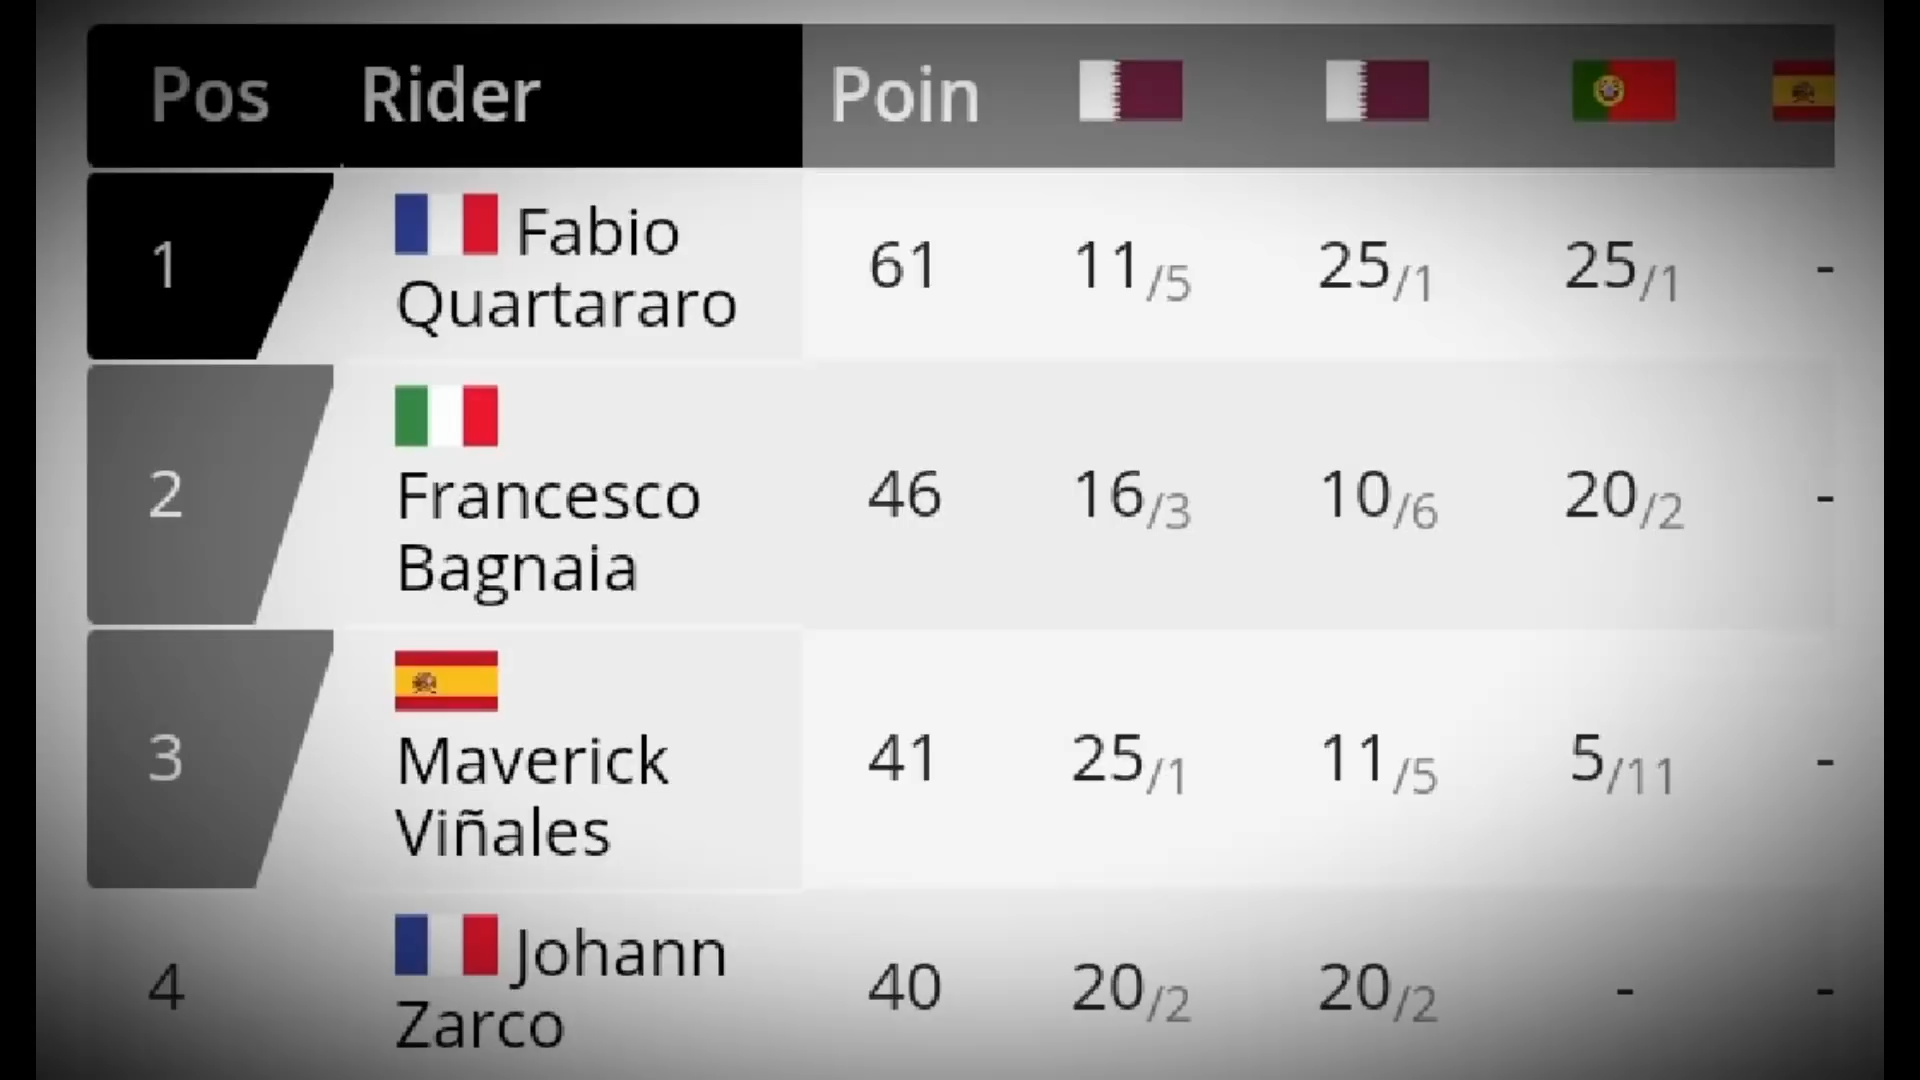 Pos Rider Poin
1 Fabio Quartararo 61 11/5 25/1 25/1 -
2 Francesco Bagnaia 46 16/3 10/6 20/2 -
3 Maverick Viñales 41 25/1 11/5 5/11 -
4 Johann Zarco 40 20/2 20/2 - -